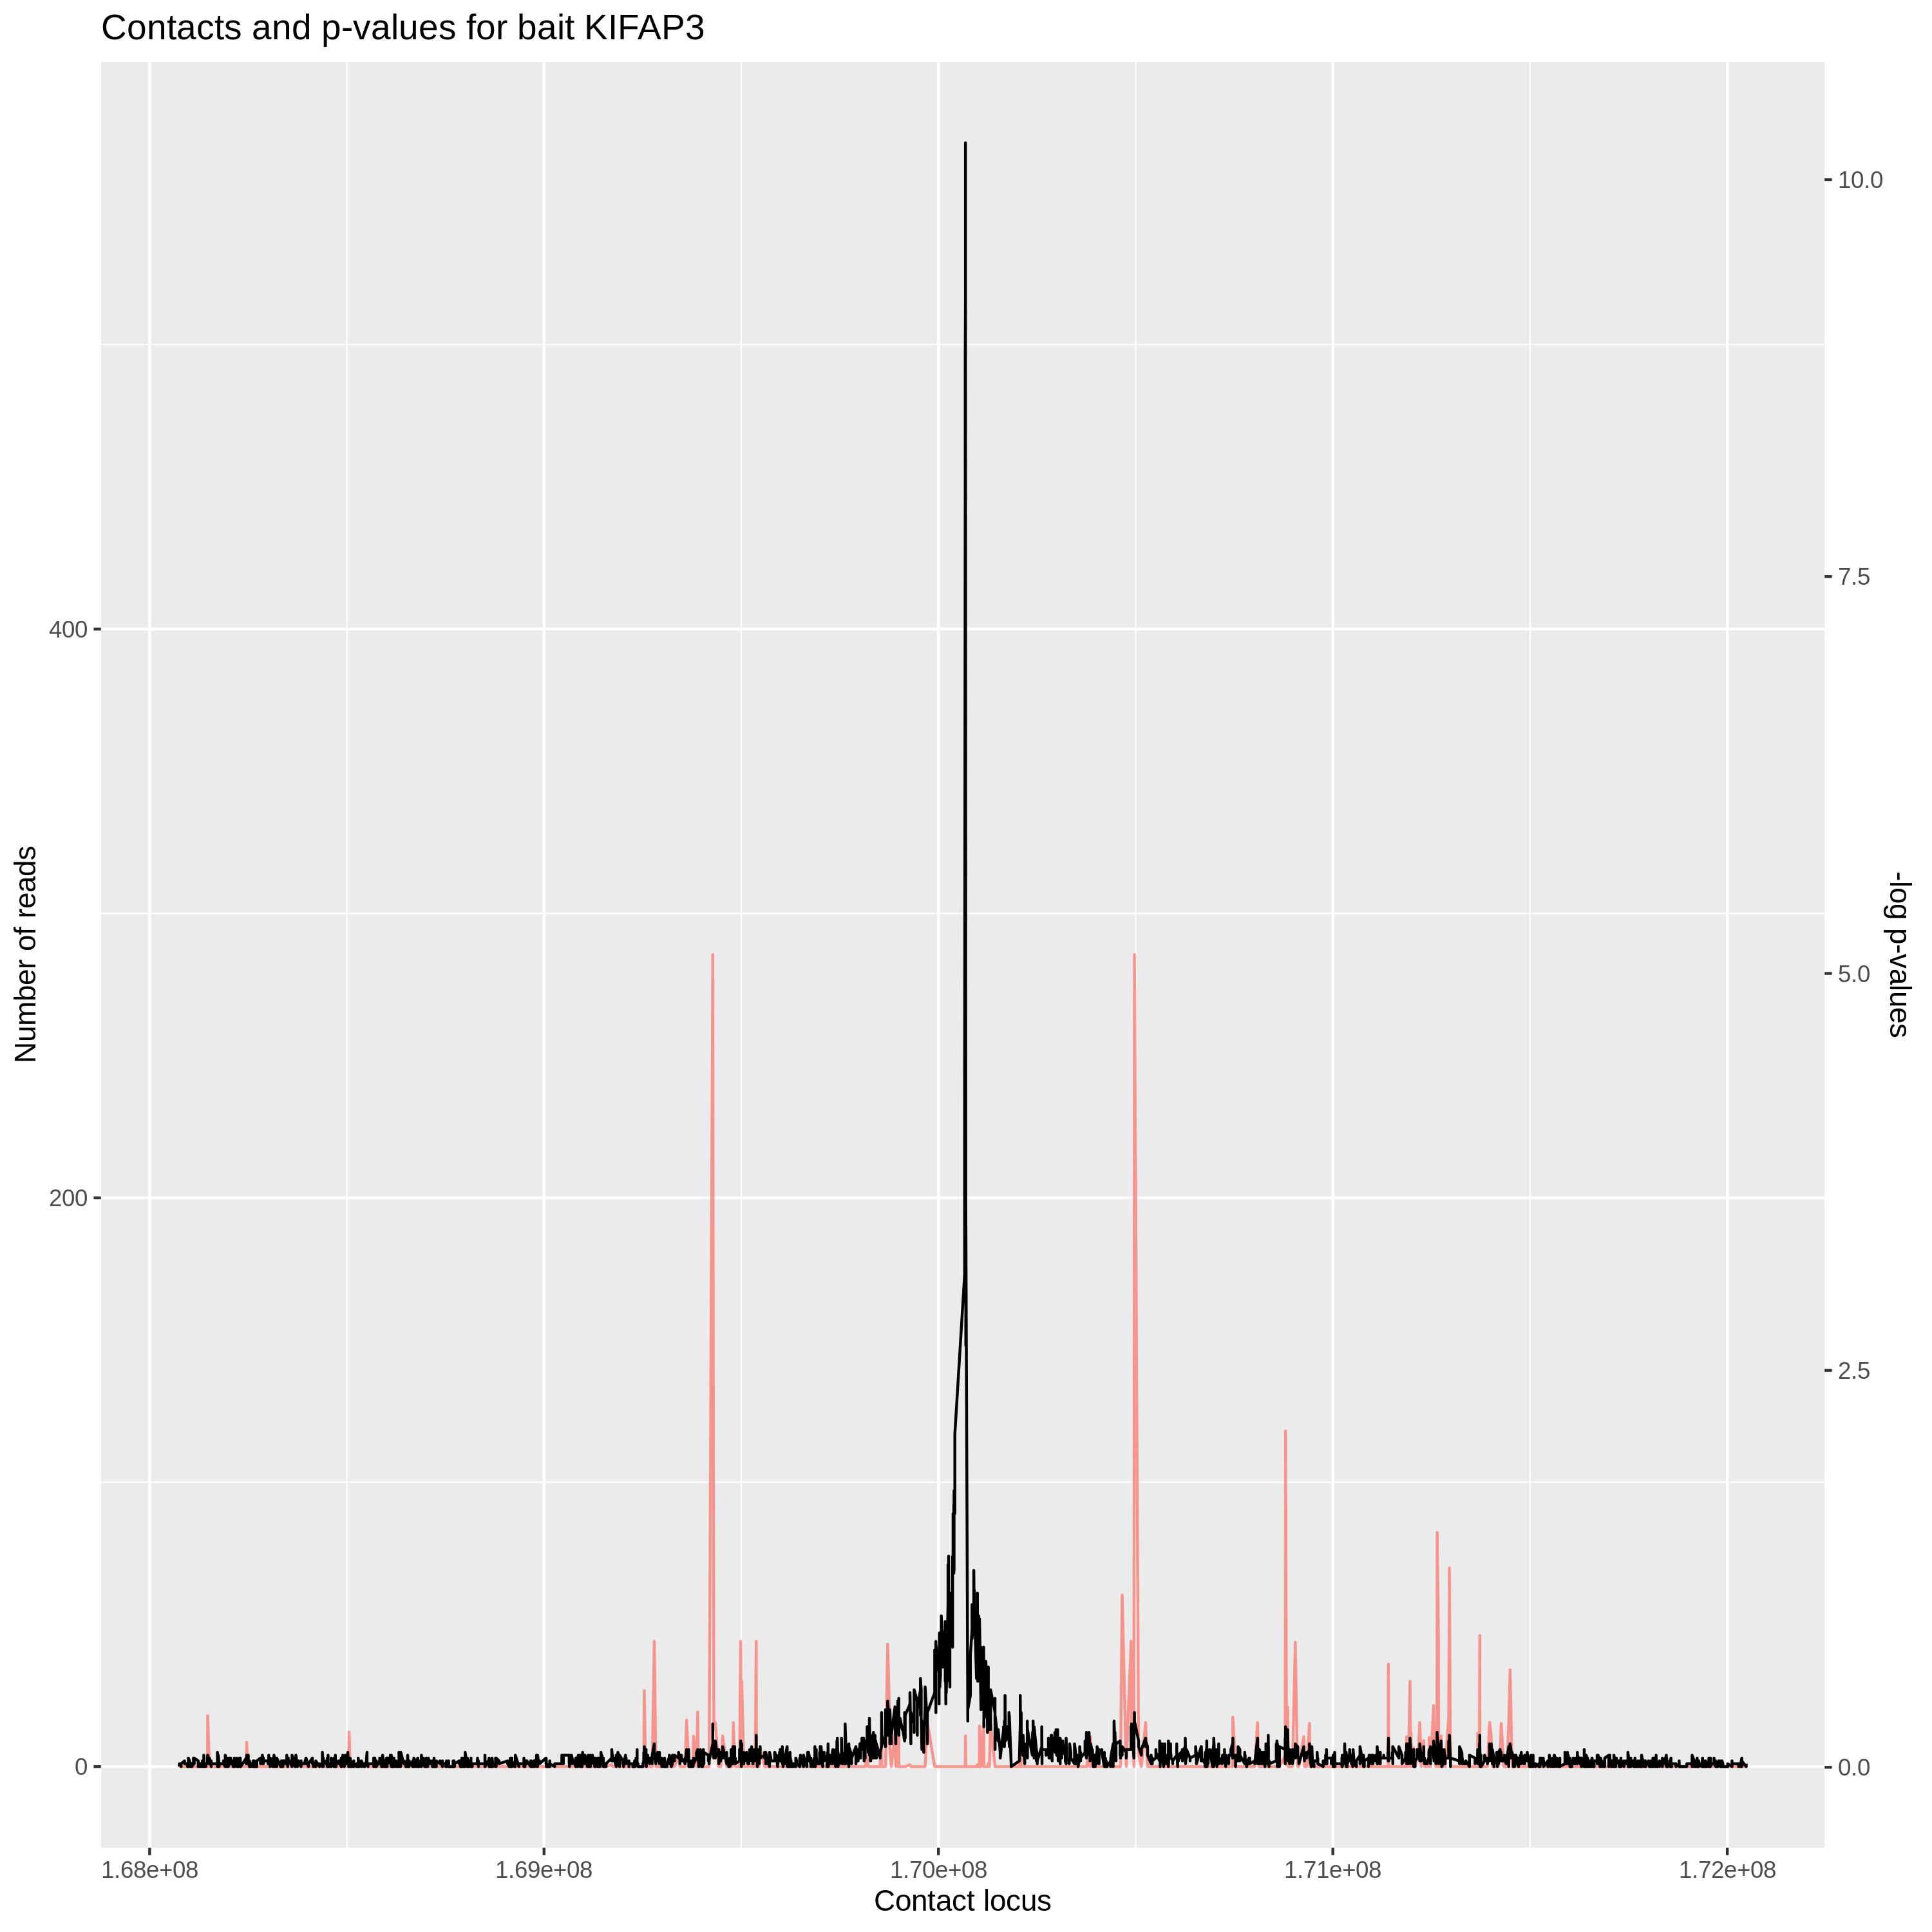 Contacts and p-values for bait KIFAP3
10.0
7.5
400
Number of reads
-log p-values
5.0
200
2.5
0
0.0
1.68e+08
1.69e+08
1.70e+08
1.71e+08
1.72e+08
Contact locus